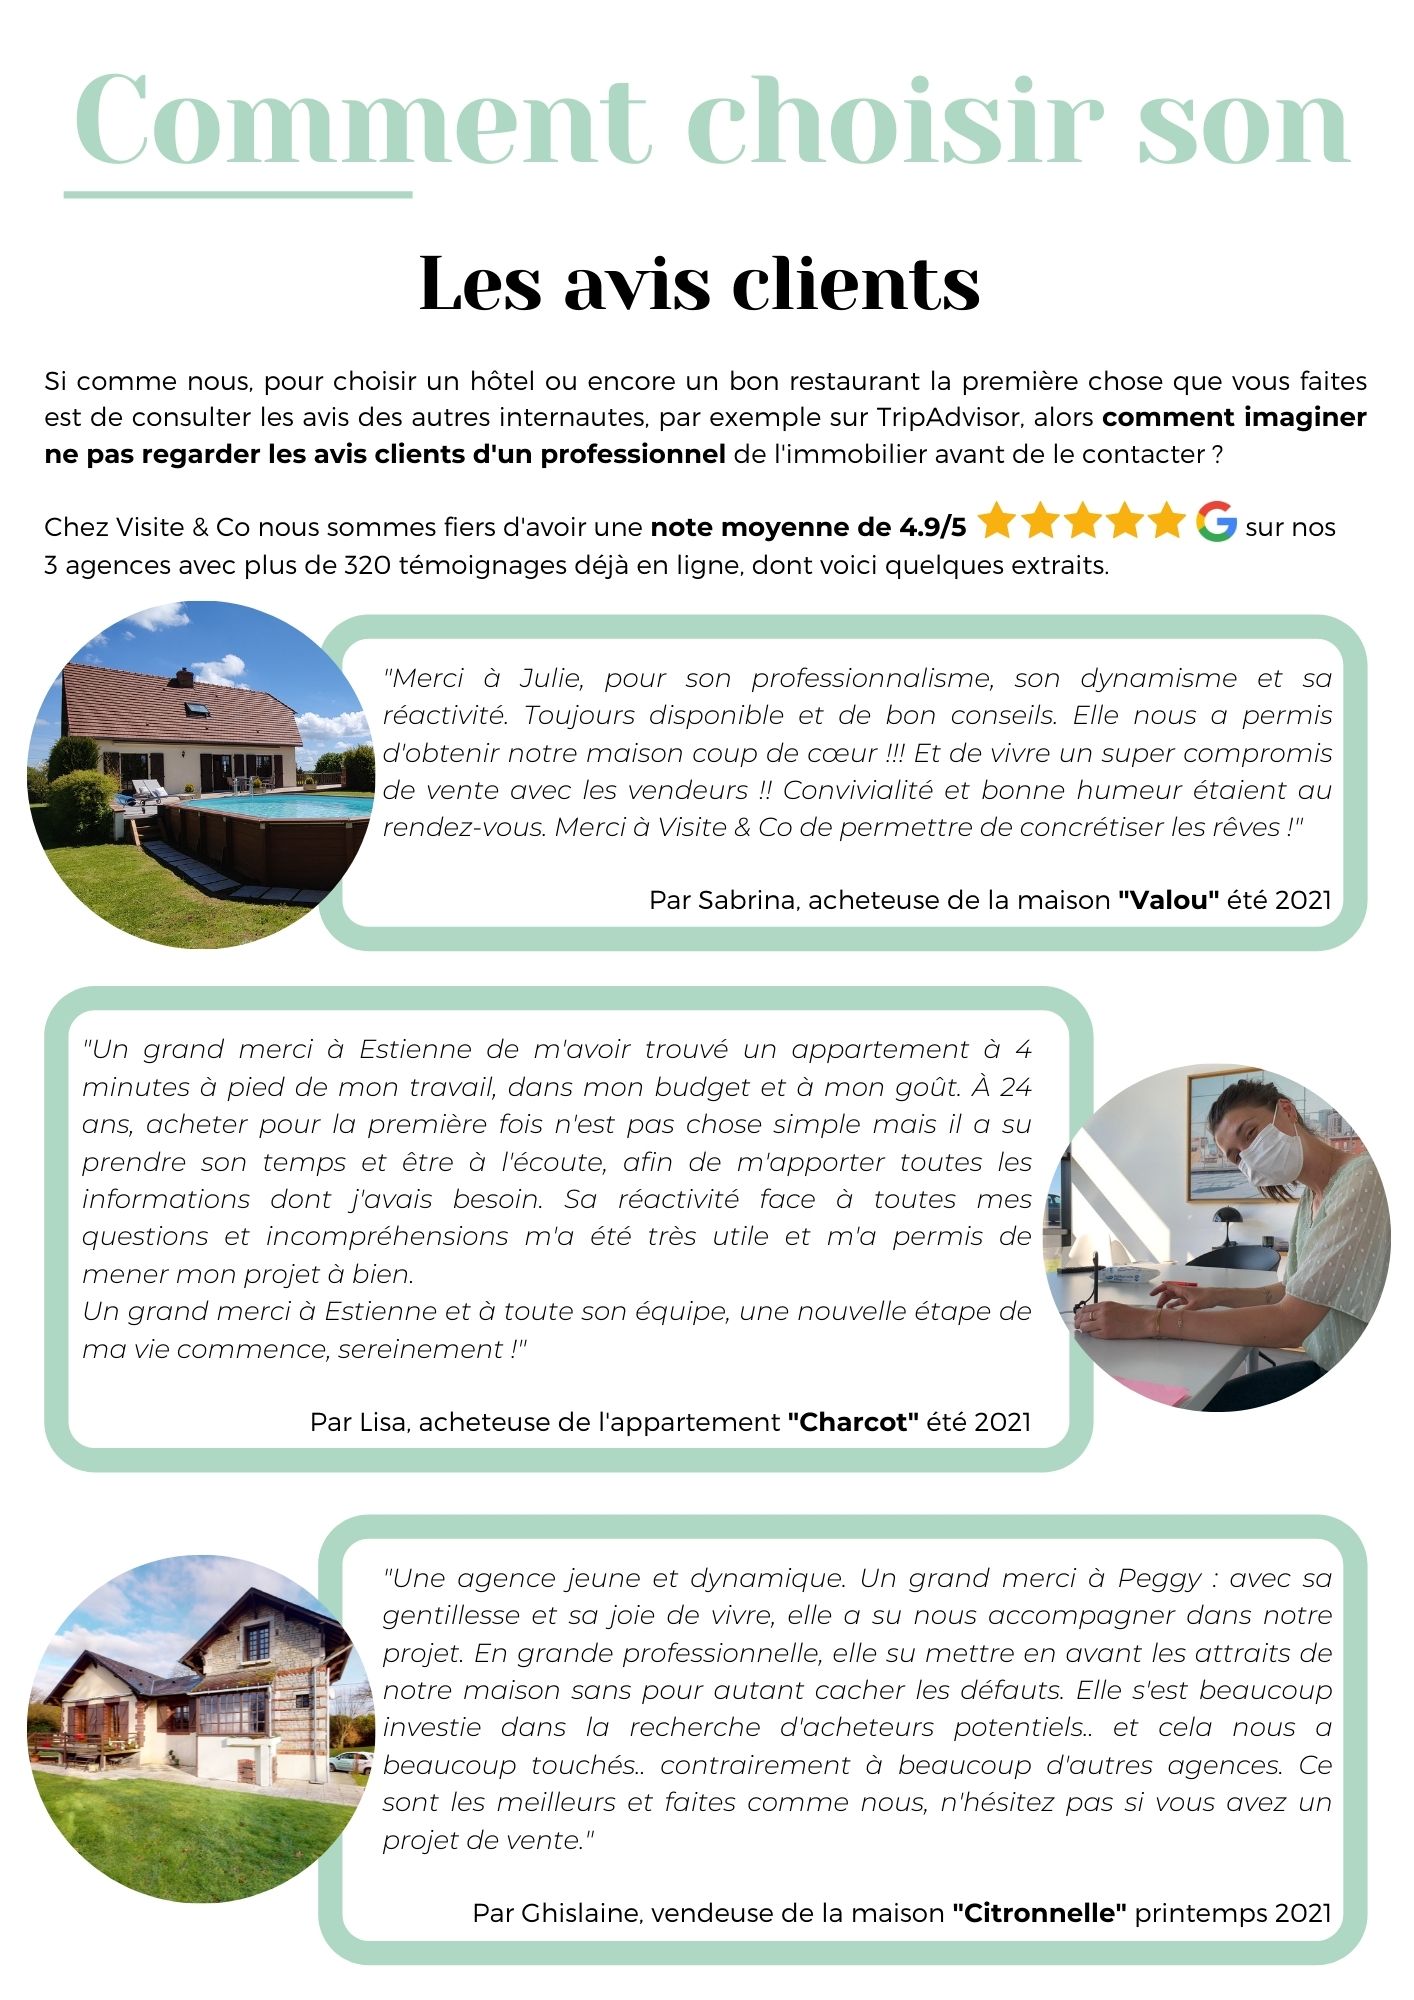 Comment choisir son
Les avis clients
Si comme nous, pour choisir un hôtel ou encore un bon restaurant la première chose que vous faites
est de consulter les avis des autres internautes, par exemple sur TripAdvisor, alors comment imaginer
ne pas regarder les avis clients d'un professionnel de l'immobilier avant de le contacter ?
Chez Visite & Co nous sommes fiers d'avoir une note moyenne de 4.9/5 G sur nos
3 agences avec plus de 320 témoignages déjà en ligne, dont voici quelques extraits.
"Merci à Julie, pour son professionnalisme, son dynamisme et sa
réactivité. Toujours disponible et de bon conseils. Elle nous a permis
d'obtenir notre maison coup de cœur !!! Et de vivre un super compromis
de vente avec les vendeurs !! Convivialité et bonne humeur étaient au
rendez-vous. Merci à Visite & Co de permettre de concrétiser les rêves !"
Par Sabrina, acheteuse de la maison "Valou" été 2021
"Un grand merci à Estienne de m'avoir trouvé un appartement à 4
minutes à pied de mon travail, dans mon budget et à mon goût. À 24
ans, acheter pour la première fois n'est pas chose simple mais il a su
prendre son temps et être à l'écoute, afin de m'apporter toutes les
informations dont j'avais besoin. Sa réactivité face à toutes mes
questions et incompréhensions m'a été très utile et m'a permis de
mener mon projet à bien.
Un grand merci à Estienne et à toute son équipe, une nouvelle étape de
ma vie commence, sereinement !"
Par Lisa, acheteuse de l'appartement "Charcot" été 2021
"Une agence jeune et dynamique. Un grand merci à Peggy : avec sa
gentillesse et sa joie de vivre, elle a su nous accompagner dans notre
projet. En grande professionnelle, elle su mettre en avant les attraits de
notre maison sans pour autant cacher les défauts. Elle s'est beaucoup
investie dans la recherche d'acheteurs potentiels.. et cela nous a
beaucoup touchés.. contrairement à beaucoup d'autres agences. Ce
sont les meilleurs et faites comme nous, n'hésitez pas si vous avez un
projet de vente."
Par Ghislaine, vendeuse de la maison "Citronnelle" printemps 2021